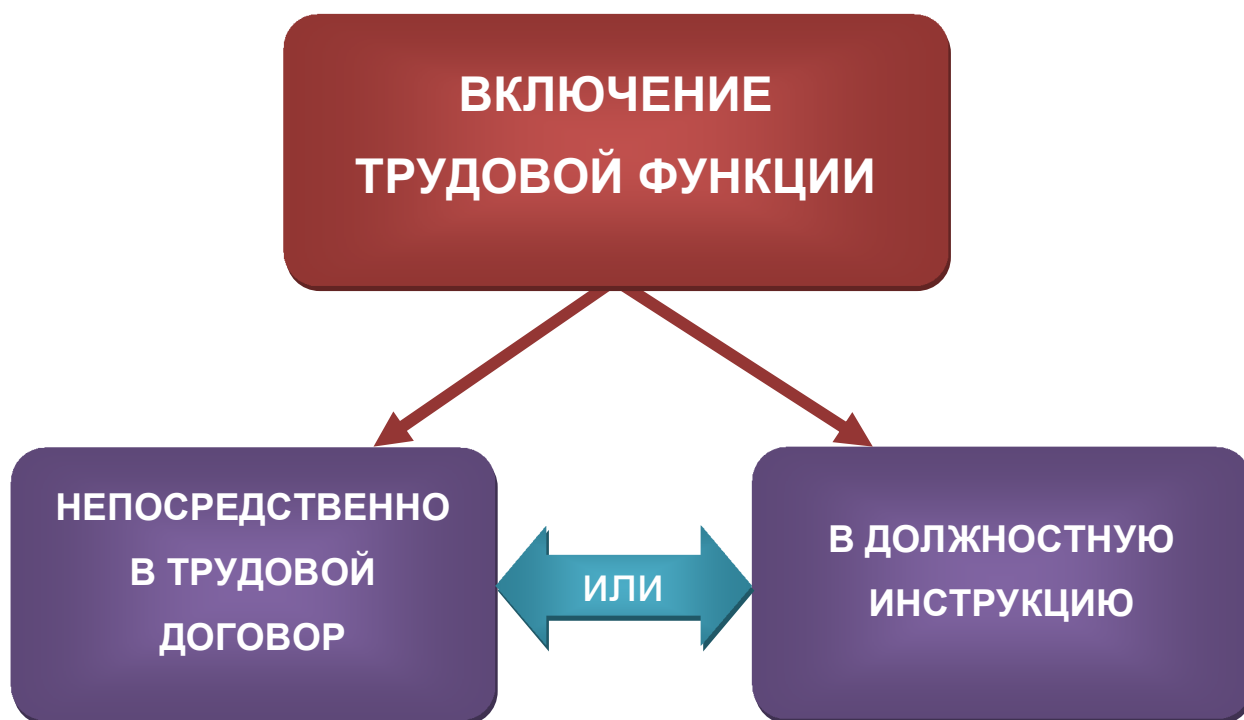 ВКЛЮЧЕНИЕ
ТРУДОВОЙ ФУНКЦИИ
НЕПОСРЕДСТВЕННО
В ТРУДОВОЙ
ДОГОВОР
ИЛИ
В ДОЛЖНОСТНУЮ
ИНСТРУКЦИЮ